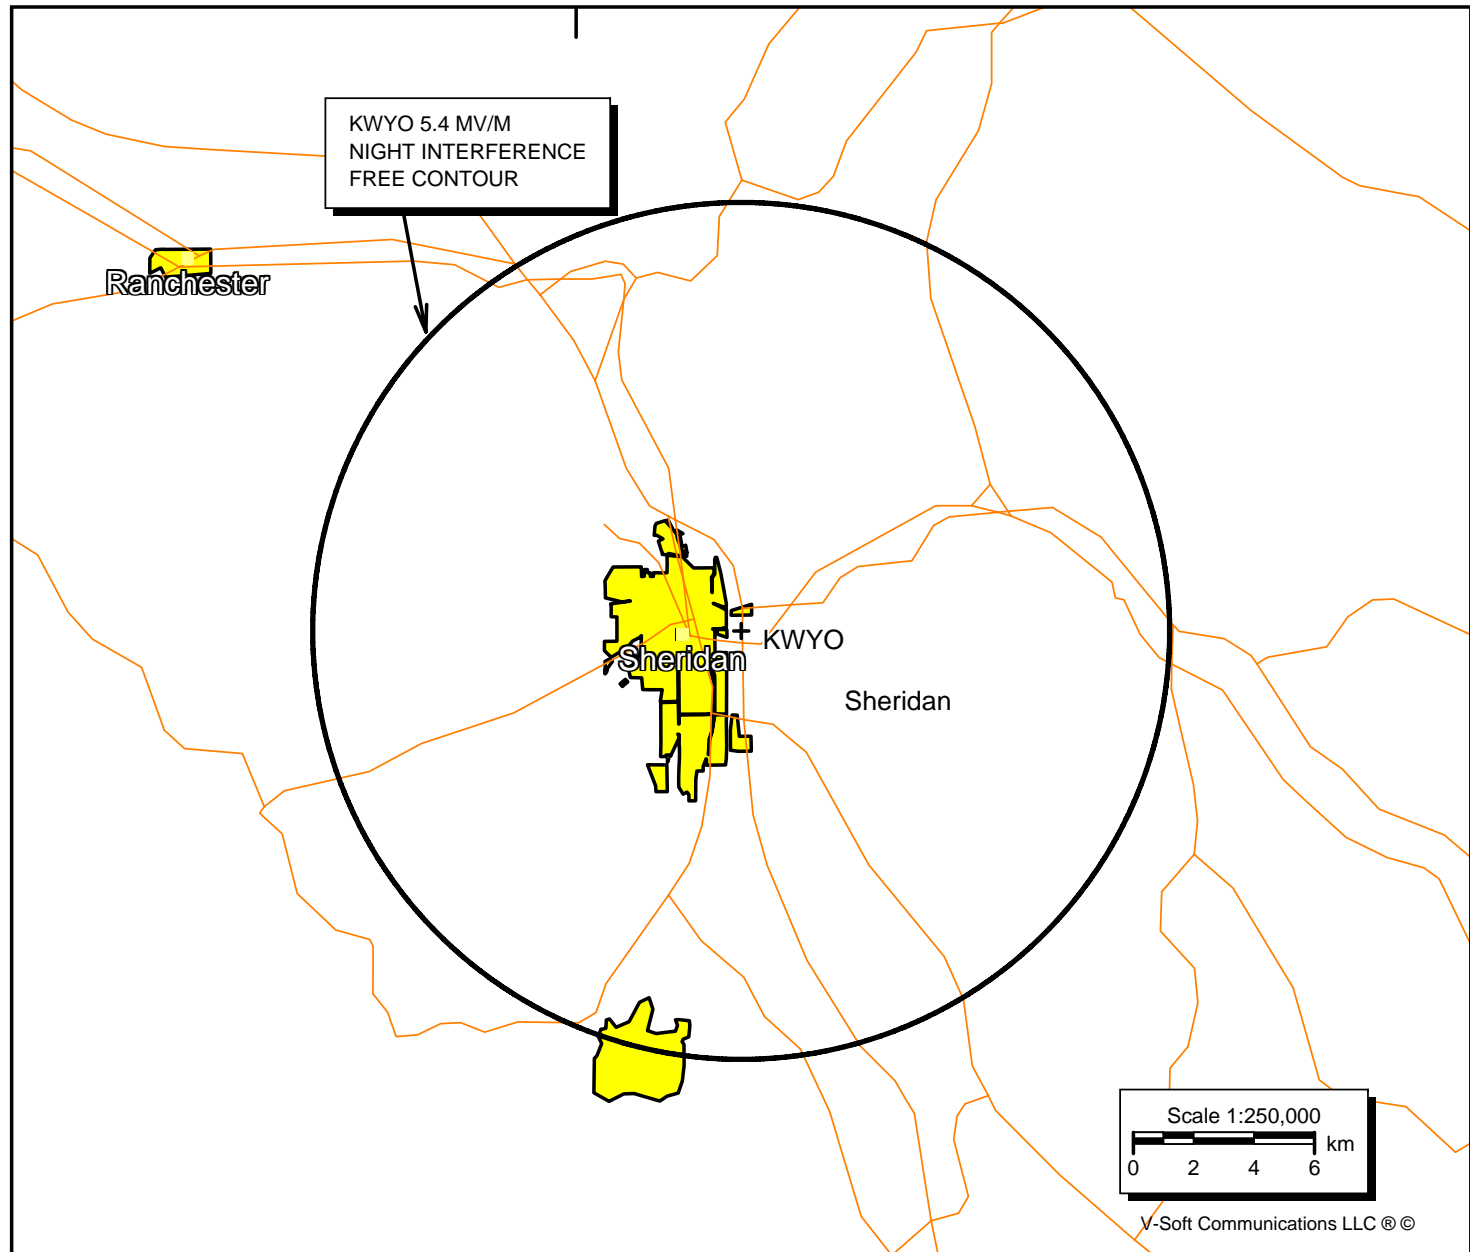 KWYO 5.4 MV/M
NIGHT INTERFERENCE
FREE CONTOUR
Ranchester
KWYO
Sheridan
Sheridan
Scale 1:250,000
km
0 2 4 6
V-Soft Communications LLC ® ©